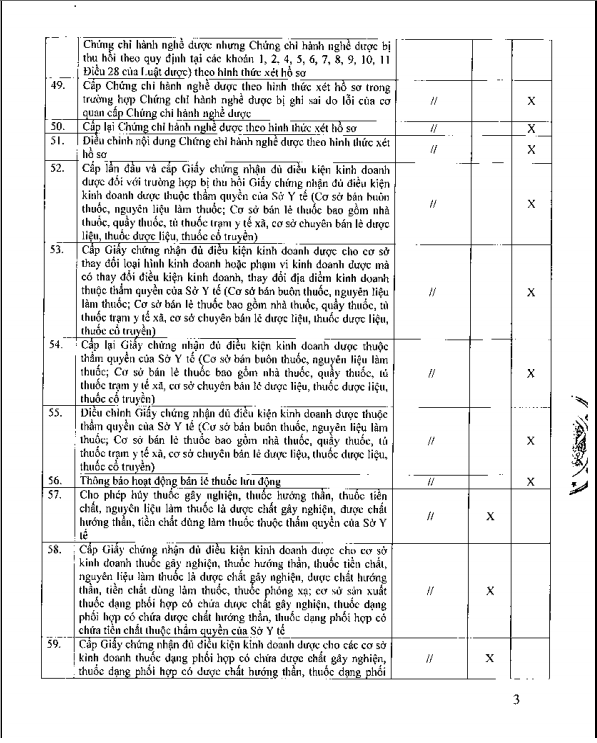 Chứng chỉ hành nghề dược nhưng Chứng chỉ hành nghề dược bị
thu hồi theo quy định tại các khoản 1, 2, 4, 5, 6, 7, 8, 9, 10, 11
Điều 28 của Luật dược) theo hình thức xét hồ sơ
49. Cấp Chứng chỉ hành nghề dược theo hình thức xét hồ sơ trong
trường hợp Chứng chỉ hành nghề dược bị ghi sai do lỗi của cơ // X
quan cấp Chứng chỉ hành nghề dược
50. Cấp lại Chứng chỉ hành nghề dược theo hình thức xét hồ sơ // X
51. Điều chỉnh nội dung Chứng chỉ hành nghề dược theo hình thức xét // X
hồ sơ
52. Cấp lần đầu và cấp Giấy chứng nhận đủ điều kiện kinh doanh
dược đối với trường hợp bị thu hồi Giấy chứng nhận đủ điều kiện
kinh doanh dược thuộc thẩm quyền của Sở Y tế (Cơ sở bán buôn
thuốc, nguyên liệu làm thuốc; Cơ sở bán lẻ thuốc bao gồm nhà // X
thuốc, quầy thuốc, tủ thuốc trạm y tế xã, cơ sở chuyên bán lẻ dược
liệu, thuốc dược liệu, thuốc cổ truyền)
53. Cấp Giấy chứng nhận đủ điều kiện kinh doanh dược cho cơ sở
thay đổi loại hình kinh doanh hoặc phạm vi kinh doanh dược mà
có thay đổi điều kiện kinh doanh, thay đổi địa điểm kinh doanh
thuộc thẩm quyền của Sở Y tế (Cơ sở bán buôn thuốc, nguyên liệu // X
làm thuốc; Cơ sở bán lẻ thuốc bao gồm nhà thuốc, quầy thuốc, tủ
thuốc trạm y tế xã, cơ sở chuyên bán lẻ dược liệu, thuốc dược liệu,
thuốc cổ truyền)
54. Cấp lại Giấy chứng nhận đủ điều kiện kinh doanh dược thuộc
thẩm quyền của Sở Y tế (Cơ sở bán buôn thuốc, nguyên liệu làm
thuốc; Cơ sở bán lẻ thuốc bao gồm nhà thuốc, quầy thuốc, tủ // X
thuốc trạm y tế xã, cơ sở chuyên bán lẻ dược liệu, thuốc dược liệu,
thuốc cổ truyền)
55. Điều chỉnh Giấy chứng nhận đủ điều kiện kinh doanh dược thuộc
thẩm quyền của Sở Y tế (Cơ sở bán buôn thuốc, nguyên liệu làm
thuốc; Cơ sở bán lẻ thuốc bao gồm nhà thuốc, quầy thuốc, tủ // X
thuốc trạm y tế xã, cơ sở chuyên bán lẻ dược liệu, thuốc dược liệu,
thuốc cổ truyền)
56. Thông báo hoạt động bán lẻ thuốc lưu động // X
57. Cho phép hủy thuốc gây nghiện, thuốc hướng thần, thuốc tiền
chất, nguyên liệu làm thuốc là dược chất gây nghiện, dược chất // X
hướng thần, tiền chất dùng làm thuốc thuộc thẩm quyền của Sở Y
tế
58. Cấp Giấy chứng nhận đủ điều kiện kinh doanh dược cho cơ sở
kinh doanh thuốc gây nghiện, thuốc hướng thần, thuốc tiền chất,
nguyên liệu làm thuốc là dược chất gây nghiện, dược chất hướng
thần, tiền chất dùng làm thuốc, thuốc phóng xạ; cơ sở sản xuất // X
thuốc dạng phối hợp có chứa dược chất gây nghiện, thuốc dạng
phối hợp có chứa dược chất hướng thần, thuốc dạng phối hợp có
chứa tiền chất thuộc thẩm quyền của Sở Y tế
59. Cấp Giấy chứng nhận đủ điều kiện kinh doanh dược cho các cơ sở
kinh doanh thuốc dạng phối hợp có chứa dược chất gây nghiện, // X
thuốc dạng phối hợp có dược chất hướng thần, thuốc dạng phối
3